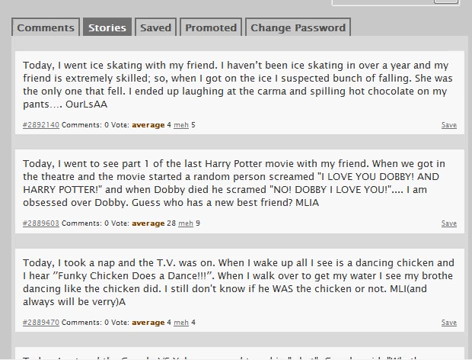 Comments Stories Saved Promoted Change Password
Today, I went ice skating with my friend. I haven't been ice skating in over a year and my
friend is extremely skilled; so, when I got on the ice I suspected bunch of falling. She was
the only one that fell. I ended up laughing at the carma and spilling hot chocolate on my
pants.... OurLsAA
#2892140 Comments: 0 Vote: average 4 meh 5 Save
Today, I went to see part 1 of the last Harry Potter movie with my friend. When we got in
the theatre and the movie started a random person screamed "I LOVE YOU DOBBY! AND
HARRY POTTER!" and when Dobby died he scramed "NO! DOBBY I LOVE YOU!".... I am
obsessed over Dobby. Guess who has a new best friend? MLIA
#2889603 Comments: 0 Vote: average 28 meh 9 Save
Today, I took a nap and the T.V. was on. When I wake up all I see is a dancing chicken and
I hear "Funky Chicken Does a Dance!!!". When I walk over to get my water I see my brothe
dancing like the chicken did. I still don't know if he WAS the chicken or not. MLI(and
always will be verry)A
#2889470 Comments: 0 Vote: average 4 meh 4 Save